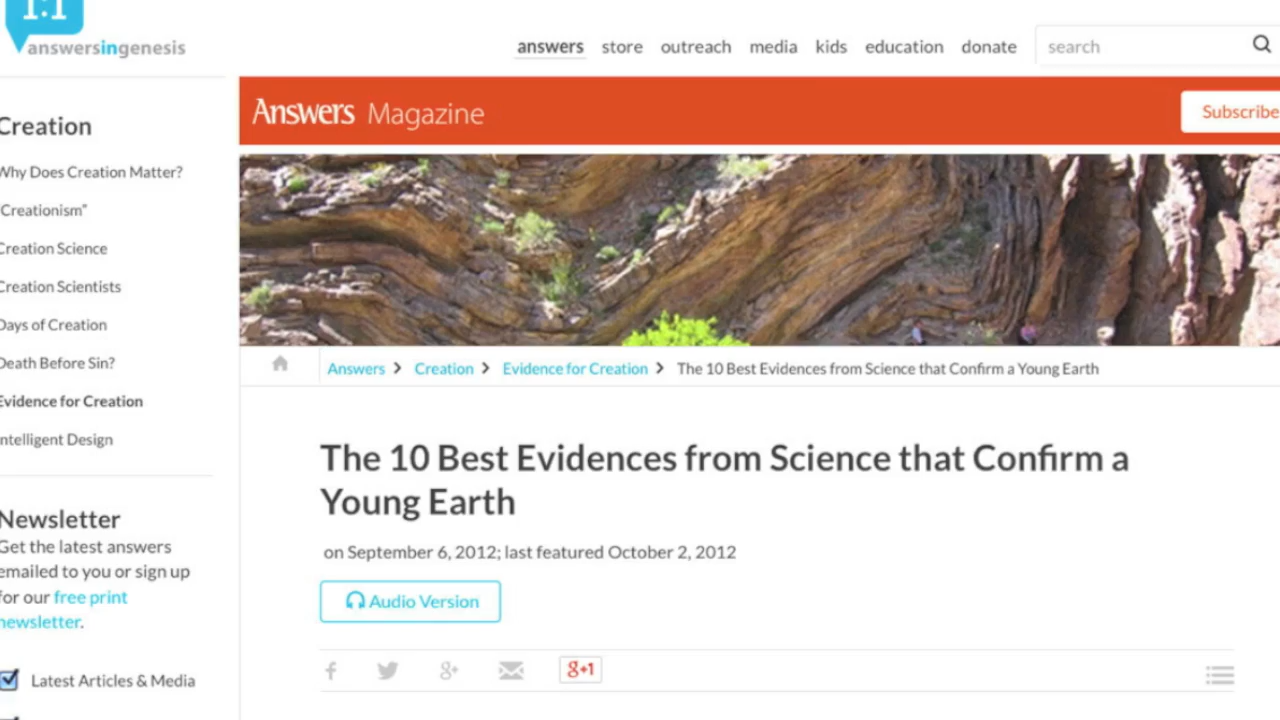 1:1
answersingenesis
answers store outreach media kids education donate search
Answers Magazine
Subscribe
Creation
Why Does Creation Matter?
Creationism”
Creation Science
Creation Scientists
Days of Creation
Death Before Sin?
Evidence for Creation
ntelligent Design
Newsletter
Get the latest answers
emailed to you or sign up
for our free print
newsletter.
Latest Articles & Media
Answers > Creation > Evidence for Creation > The 10 Best Evidences from Science that Confirm a Young Earth
The 10 Best Evidences from Science that Confirm a
Young Earth
on September 6, 2012; last featured October 2, 2012
Audio Version
f g+ g+1